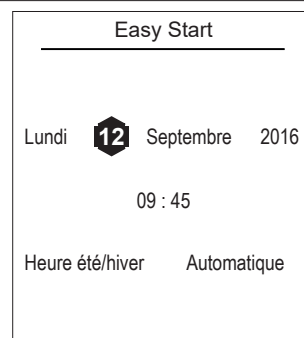 Easy Start
Lundi 12 Septembre 2016
09 : 45
Heure été/hiver Automatique